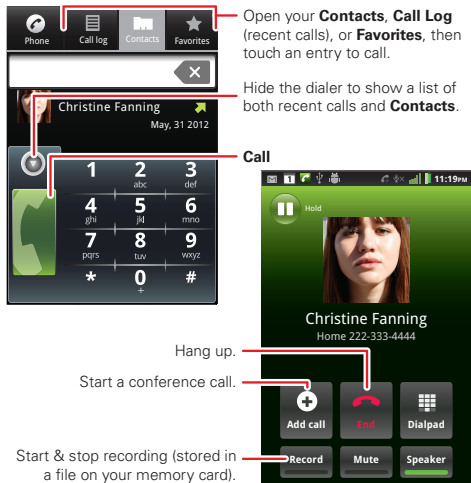 Phone
Call log
Contacts
Favorites
Open your Contacts, Call Log
(recent calls), or Favorites, then
touch an entry to call.
Christine Fanning
May, 31 2012
Hide the dialer to show a list of
both recent calls and Contacts.
Call
1
2
abc
3
def
4
ghi
5
jkl
6
mno
7
pqrs
8
tuv
9
wxyz
*
0
+
#
1
11:19PM
Hold
Christine Fanning
Home 222-333-4444
Hang up.
Start a conference call.
Add call
End
Dialpad
Start & stop recording (stored in
a file on your memory card).
Record
Mute
Speaker